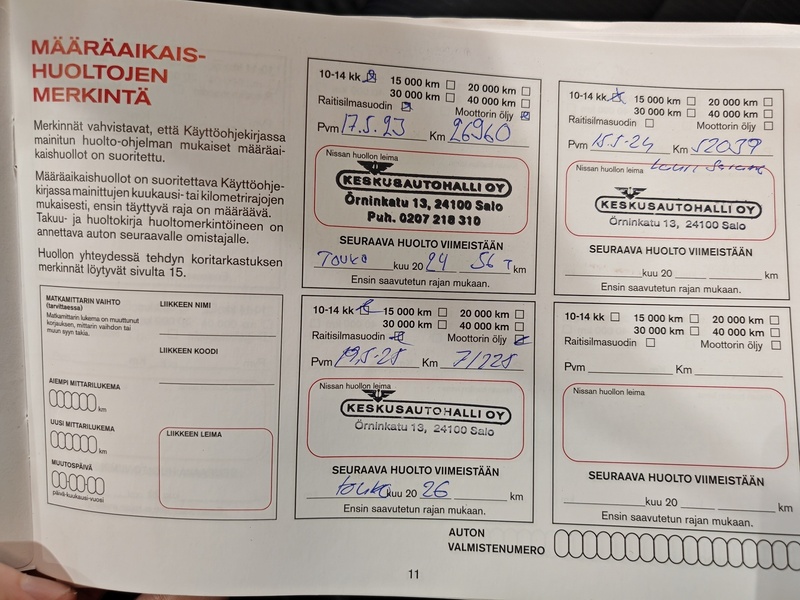 MÄÄRÄAIKAIS-
HUOLTOJEN
MERKINTÄ
Merkinnät vahvistavat, että Käyttöohjekirjassa
mainitun huolto-ohjelman mukaiset määräai-
kaishuollot on suoritettu.
Määräaikaishuollot on suoritettava Käyttöohje-
kirjassa mainittujen kuukausi- tai kilometrirajojen
mukaisesti, ensin täyttyvä raja on määräävä.
Takuu- ja huoltokirja huoltomerkintöineen on
annettava auton seuraavalle omistajalle.
Huollon yhteydessä tehdyn koritarkastuksen
merkinnät löytyvät sivulta 15.
MATKAMITTARIN VAIHTO
(tarvittaessa)
Matkamittarin lukema on muuttunut
korjauksen, mittarin vaihdon tai
muun syyn takia.
LIIKKEEN NIMI
LIIKKEEN KOODI
AIEMPI MITTARILUKEMA
km
UUSI MITTARILUKEMA
km
MUUTOSPÄIVÄ
päivä-kuukausi-vuosi
LIIKKEEN LEIMA
10-14 kk 15 000 km 20 000 km
30 000 km 40 000 km
Raitisilmasuodin Moottorin öljy
Pvm 17.5.23 Km 26960
Nissan huollon leima
KESKUSAUTOHALLI OY
Örninkatu 13, 24100 Salo
Puh. 0207 218 310
SEURAAVA HUOLTO VIIMEISTÄÄN
Touko kuu 2024 56 T km
Ensin saavutetun rajan mukaan.
10-14 kk 15 000 km 20 000 km
30 000 km 40 000 km
Raitisilmasuodin Moottorin öljy
Pvm 15.5-24 Km 52039
Nissan huollon leima
KESKUSAUTOHALLI OY
Örninkatu 13, 24100 Salo
SEURAAVA HUOLTO VIIMEISTÄÄN
kuu 20 km
Ensin saavutetun rajan mukaan.
10-14 kk 15 000 km 20 000 km
30 000 km 40 000 km
Raitisilmasuodin Moottorin öljy
Pvm 19.5-25 Km 71225
Nissan huollon leima
KESKUSAUTOHALLI OY
Örninkatu 13, 24100 Salo
SEURAAVA HUOLTO VIIMEISTÄÄN
touko kuu 20 26 km
Ensin saavutetun rajan mukaan.
10-14 kk 15 000 km 20 000 km
30 000 km 40 000 km
Raitisilmasuodin Moottorin öljy
Pvm Km
Nissan huollon leima
SEURAAVA HUOLTO VIIMEISTÄÄN
kuu 20 km
Ensin saavutetun rajan mukaan.
AUTON
VALMISTENUMERO
11